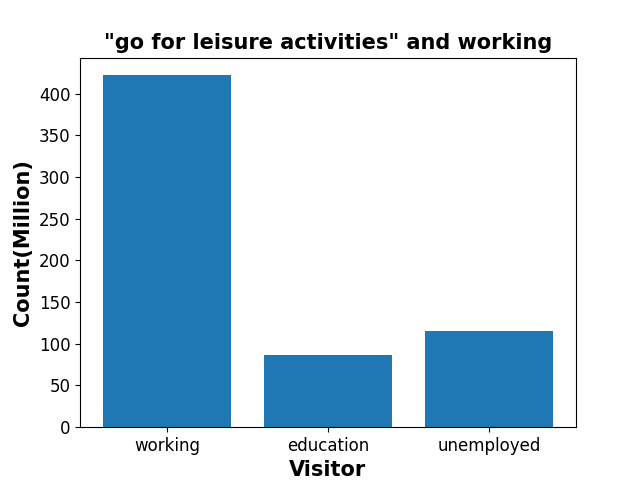 "go for leisure activities" and working
Count(Million)
400
350
300
250
200
150
100
50
0
working education unemployed
Visitor